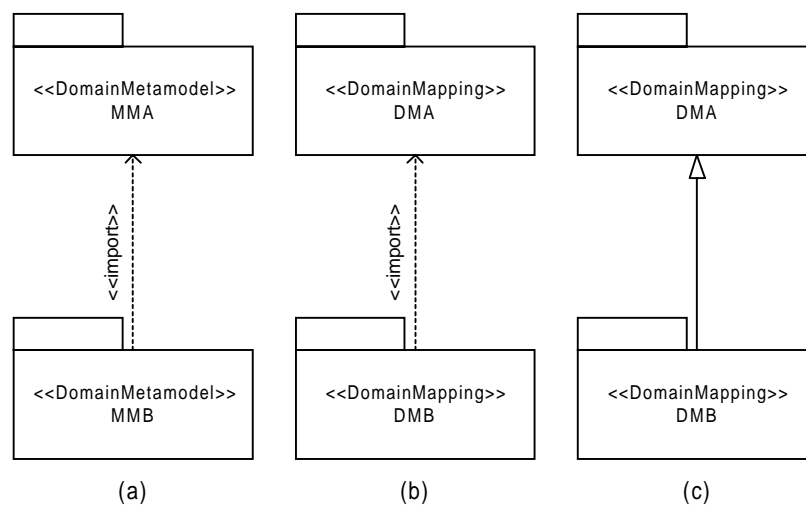 <<DomainMetamodel>>
MMA
<<DomainMapping>>
DMA
<<DomainMapping>>
DMA
<<import>>
<<import>>
<<DomainMetamodel>>
MMB
<<DomainMapping>>
DMB
<<DomainMapping>>
DMB
(a)
(b)
(c)